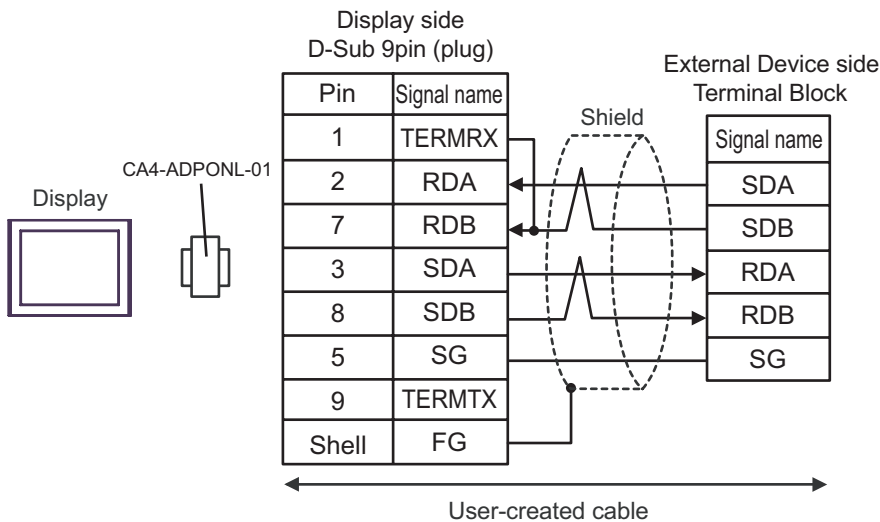 Display side
D-Sub 9pin (plug)
External Device side
Terminal Block
Pin Signal name
Shield
Signal name
1 TERMRX
CA4-ADPONL-01
2 RDA
SDA
Display
7 RDB
SDB
3 SDA
RDA
8 SDB
RDB
5 SG
SG
9 TERMTX
Shell FG
User-created cable